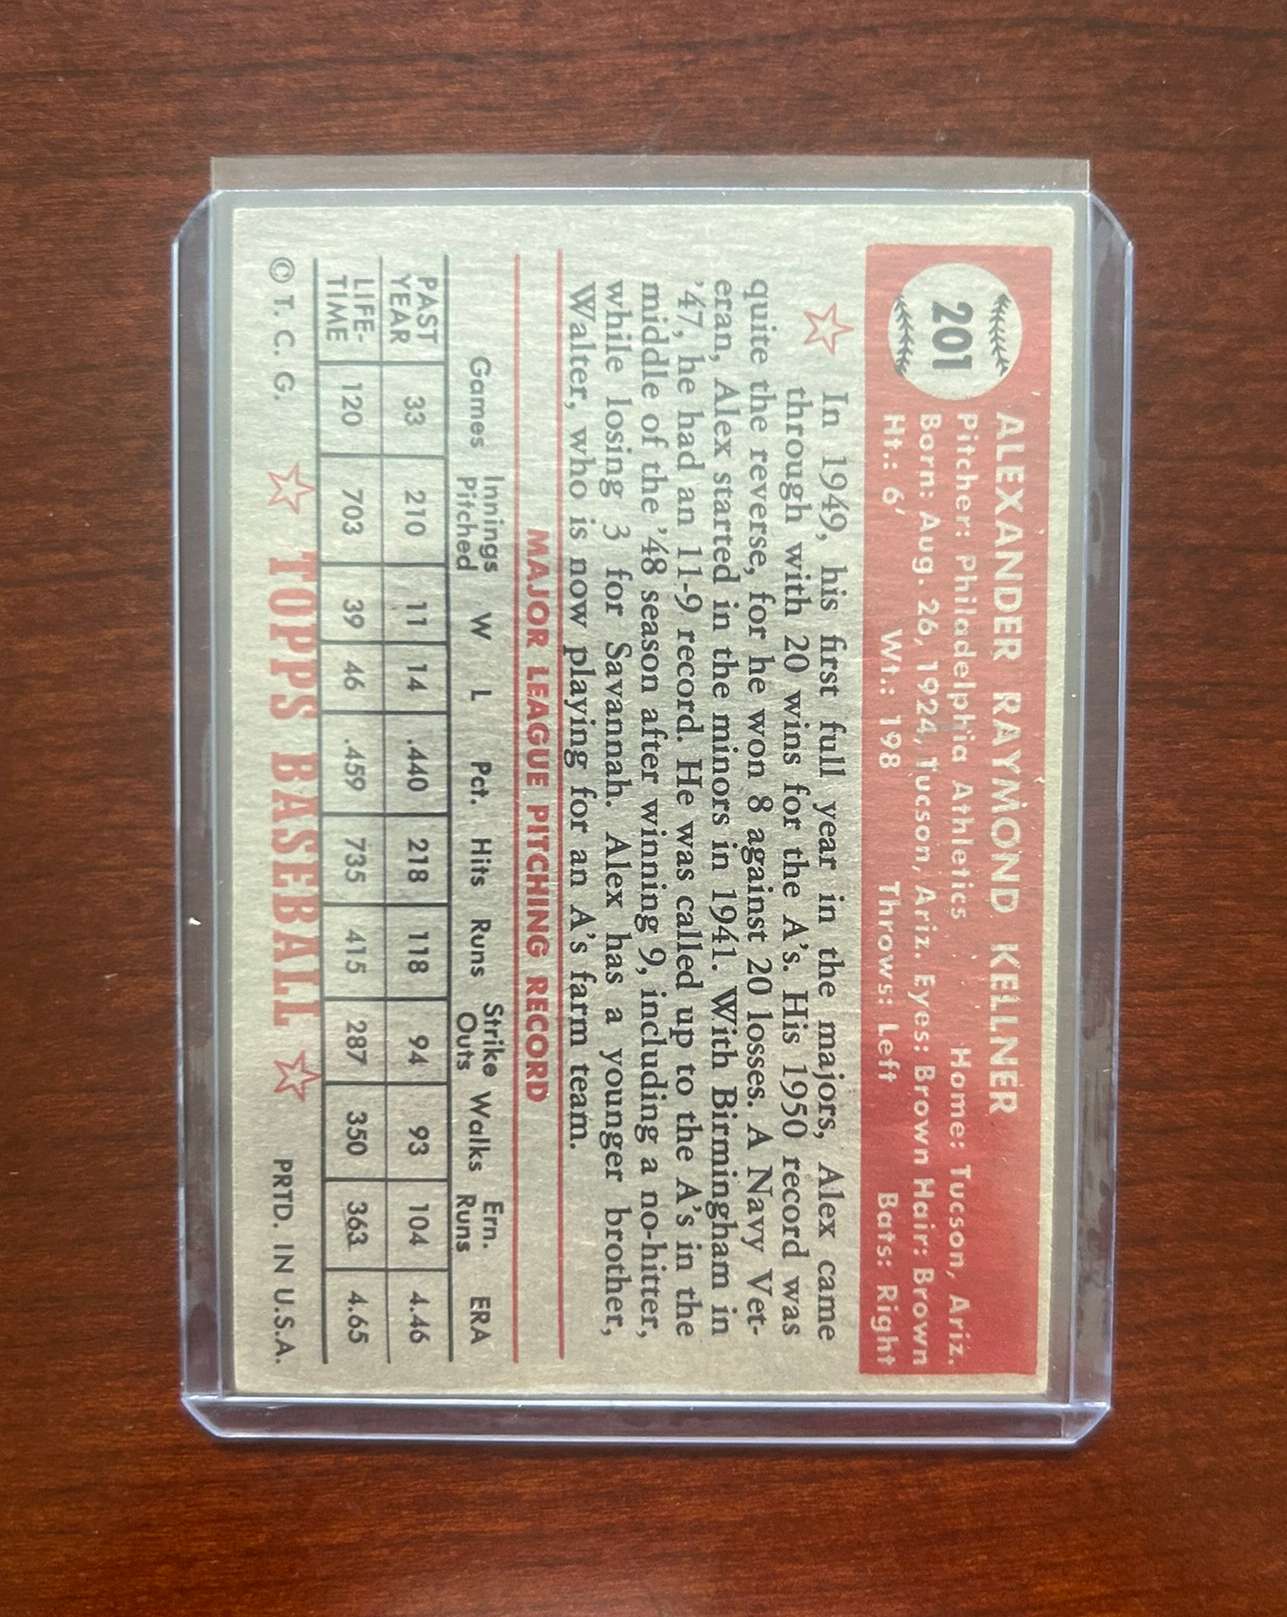 201
ALEXANDER RAYMOND KELLNER
Pitcher: Philadelphia Athletics Home: Tucson, Ariz.
Born: Aug. 26, 1924, Tucson, Ariz. Eyes: Brown Hair: Brown
Ht.: 6′ Wt.: 198 Throws: Left Bats: Right
In 1949, his first full year in the majors, Alex came
through with 20 wins for the A's. His 1950 record was
quite the reverse, for he won 8 against 20 losses. A Navy Vet-
eran, Alex started in the minors in 1941. With Birmingham in
'47, he had an 11-9 record. He was called up to the A's in the
middle of the '48 season after winning 9, including a no-hitter,
while losing 3 for Savannah. Alex has a younger brother,
Walter, who is now playing for an A's farm team.
MAJOR LEAGUE PITCHING RECORD
Games Innings Pitched W L Pct. Hits Runs Strike Outs Walks Ern. Runs ERA
PAST YEAR 33 210 11 14 .440 218 118 94 93 104 4.46
LIFE-TIME 120 703 39 46 .459 735 415 287 350 363 4.65
© T. C. G. TOPPS BASEBALL PRTD. IN U.S.A.